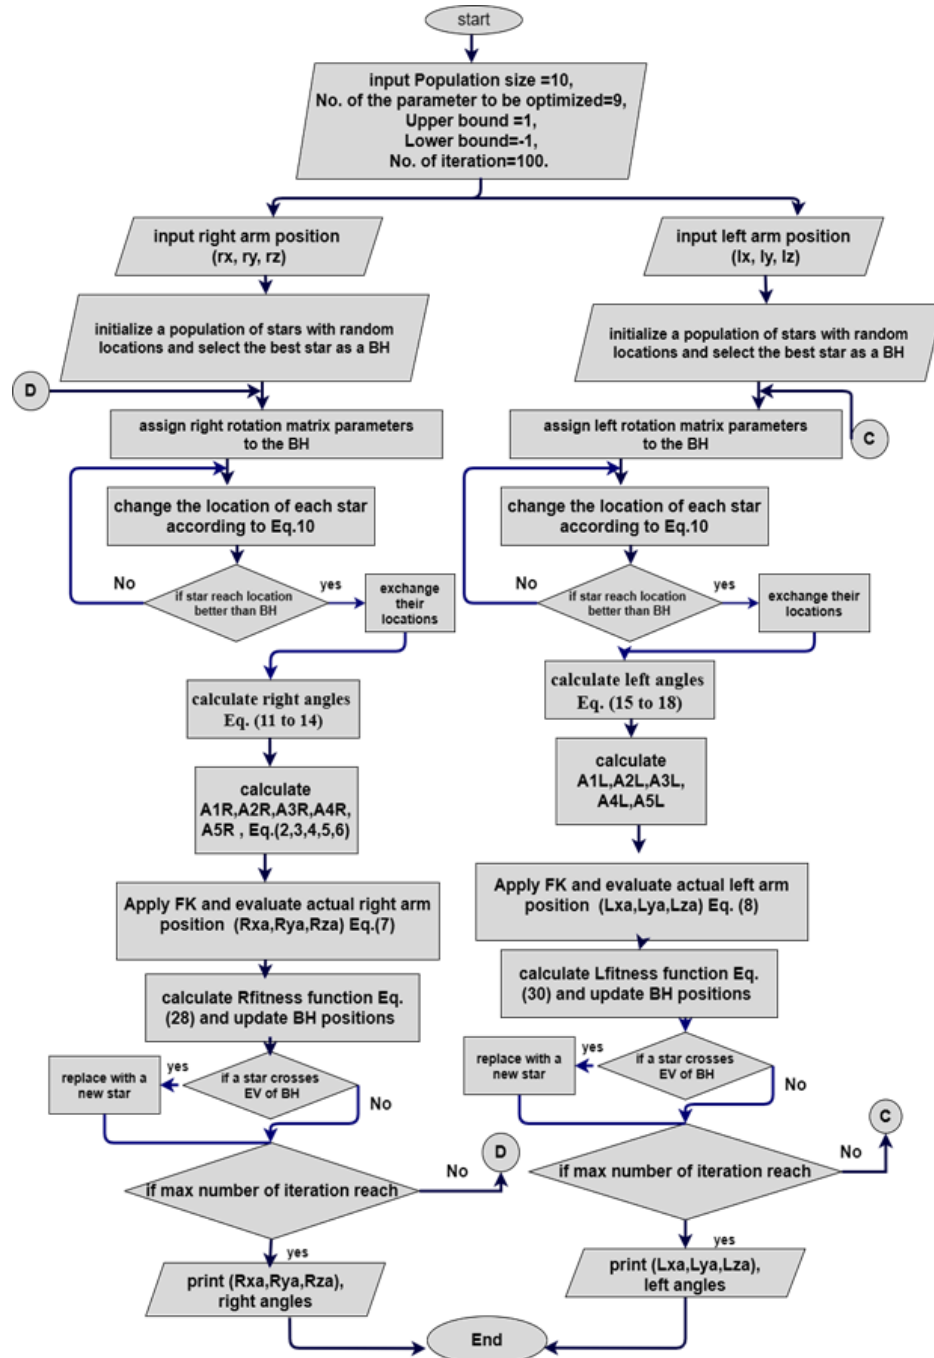 start
input Population size =10,
No. of the parameter to be optimized=9,
Upper bound =1,
Lower bound=-1,
No. of iteration=100.
input right arm position
(rx, ry, rz)
initialize a population of stars with random
locations and select the best star as a BH
D
assign right rotation matrix parameters
to the BH
change the location of each star
according to Eq.10
No
if star reach location
better than BH
yes
exchange
their
locations
calculate right angles
Eq. (11 to 14)
calculate
A1R,A2R,A3R,A4R,
A5R , Eq.(2,3,4,5,6)
Apply FK and evaluate actual right arm
position (Rxa,Rya,Rza) Eq.(7)
calculate Rfitness function Eq.
(28) and update BH positions
if a star crosses
EV of BH
yes
replace with a
new star
No
if max number of iteration reach
No
D
yes
print (Rxa,Rya,Rza),
right angles
input left arm position
(lx, ly, lz)
initialize a population of stars with random
locations and select the best star as a BH
C
assign left rotation matrix parameters
to the BH
change the location of each star
according to Eq.10
No
if star reach location
better than BH
yes
exchange their
locations
calculate left angles
Eq. (15 to 18)
calculate
A1L,A2L,A3L,
A4L,A5L
Apply FK and evaluate actual left arm
position (Lxa,Lya,Lza) Eq. (8)
calculate Lfitness function Eq.
(30) and update BH positions
if a star crosses
EV of BH
yes
replace with a
new star
No
if max number of iteration reach
No
C
yes
print (Lxa,Lya,Lza),
left angles
End